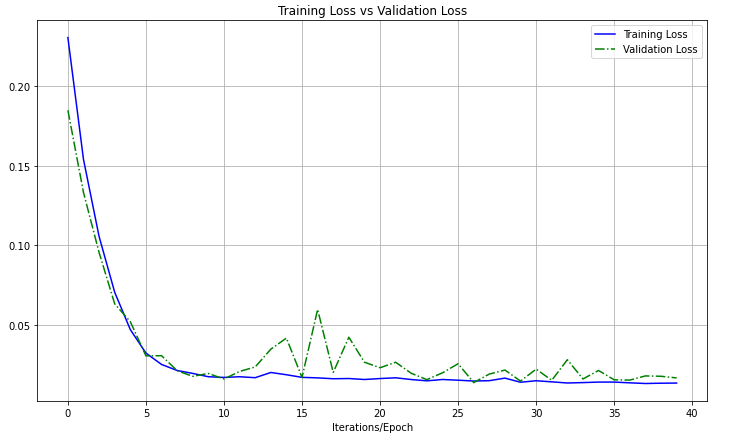 Training Loss vs Validation Loss
Training Loss
Validation Loss
0.20
0.15
0.10
0.05
0 5 10 15 20 25 30 35 40
Iterations/Epoch